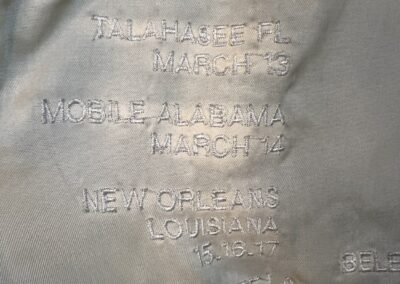 TALAHASEE FL
MARCH 13
MOBILE ALABAMA
MARCH 14
NEW ORLEANS
LOUISIANA
15.16.17